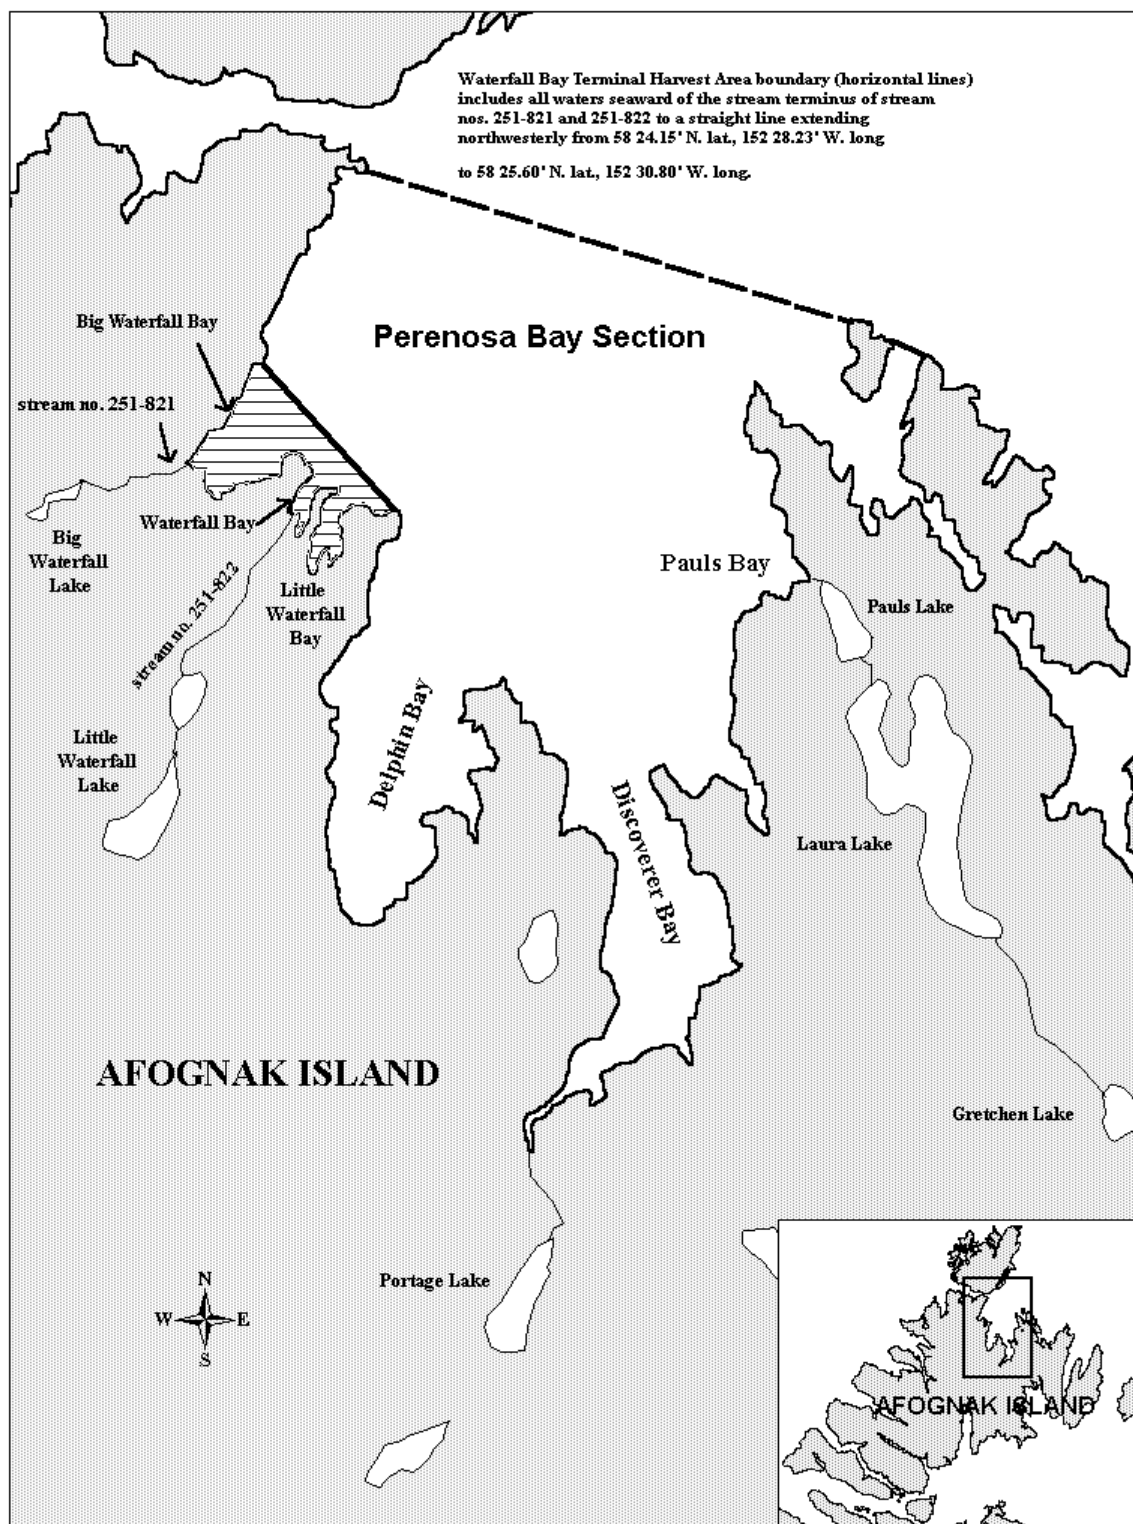 Waterfall Bay Terminal Harvest Area boundary (horizontal lines)
includes all waters seaward of the stream terminus of stream
nos. 251-821 and 251-822 to a straight line extending
northwesterly from 58 24.15' N. lat., 152 28.23' W. long
to 58 25.60' N. lat., 152 30.80' W. long.
Big Waterfall Bay
Perenosa Bay Section
stream no. 251-821
Waterfall Bay
Big
Waterfall
Lake
stream no. 251-822
Little
Waterfall
Bay
Pauls Bay
Pauls Lake
Little
Waterfall
Lake
Delphin Bay
Discoverer Bay
Laura Lake
AFOGNAK ISLAND
Gretchen Lake
Portage Lake
N
W E
S
AFOGNAK ISLAND